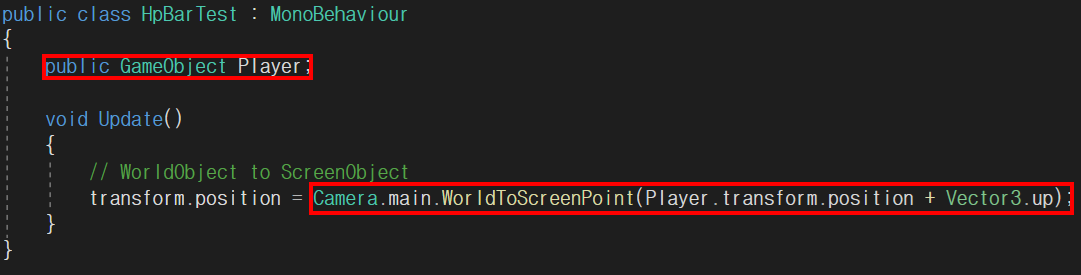 public class HpBarTest : MonoBehaviour
{
public GameObject Player;
void Update()
{
// WorldObject to ScreenObject
transform.position = Camera.main.WorldToScreenPoint(Player.transform.position + Vector3.up);
}
}